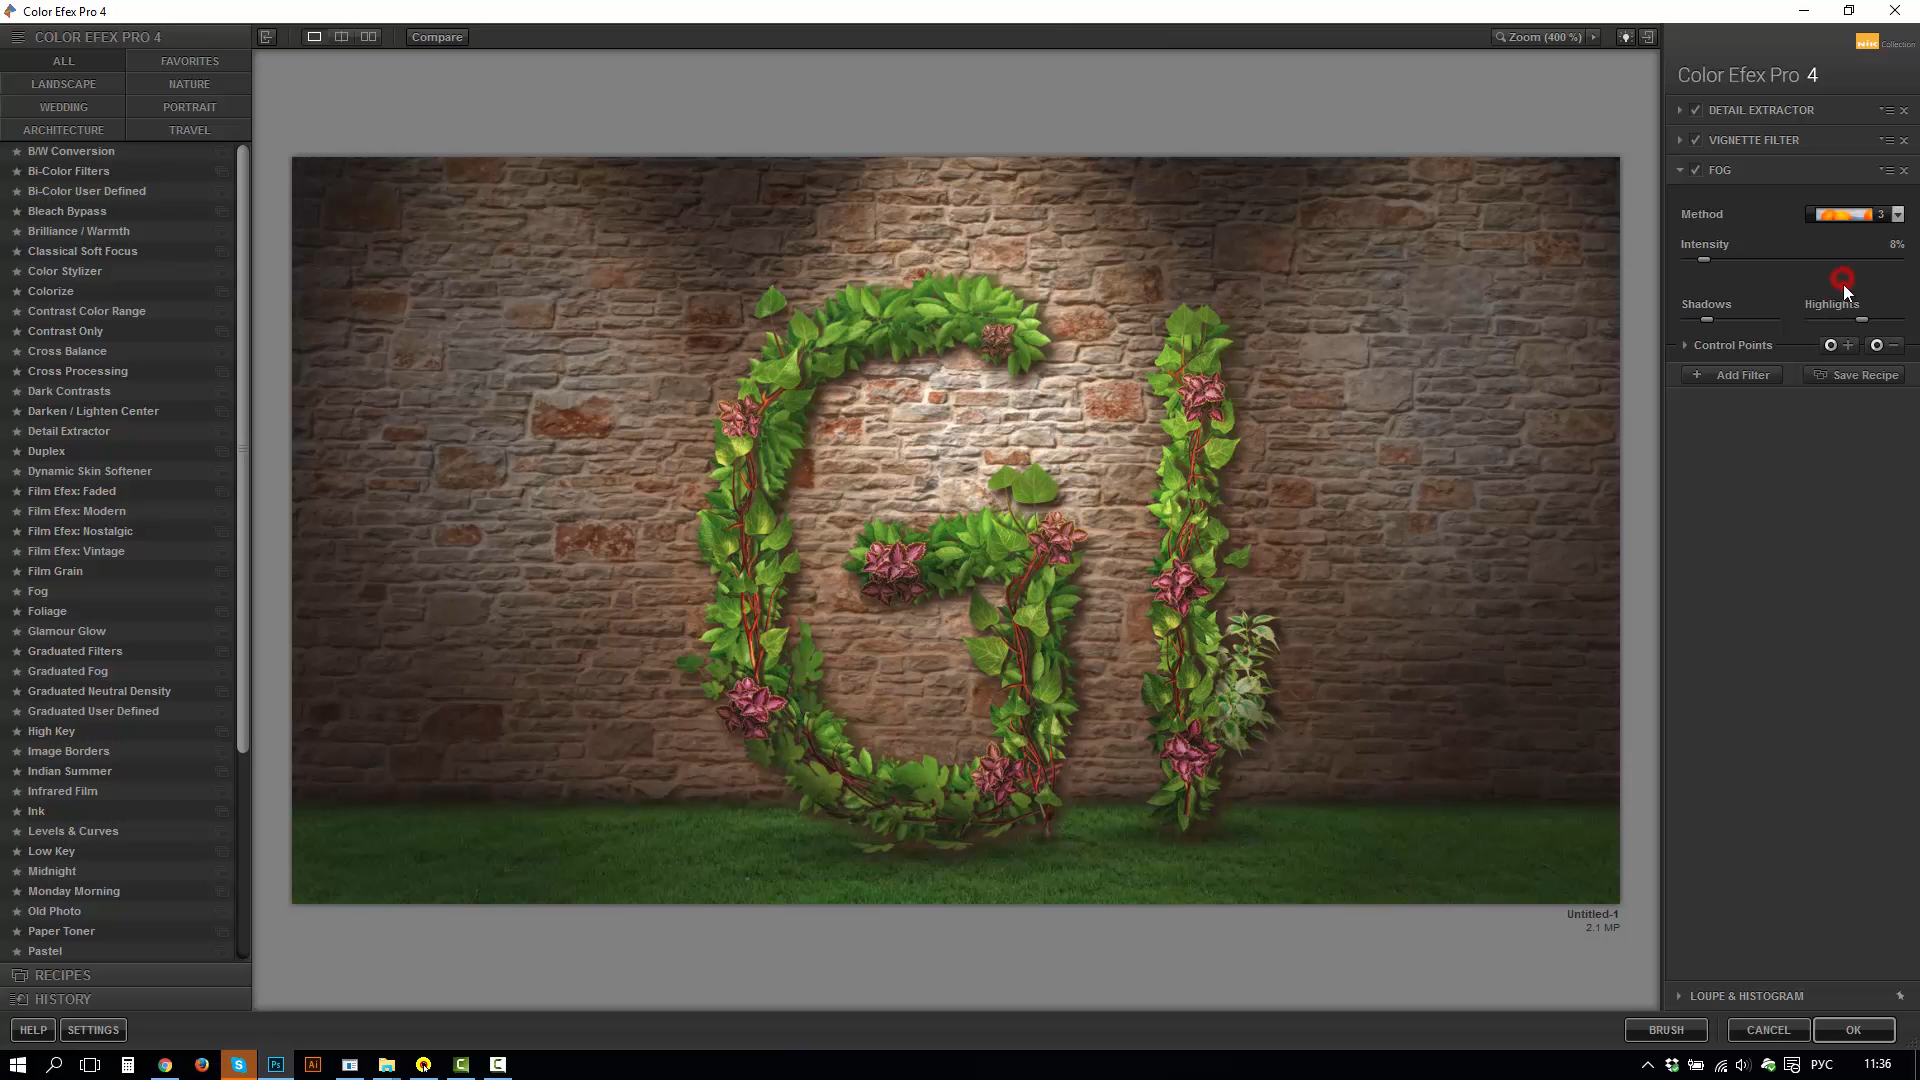 Color Efex Pro 4
COLOR EFEX PRO 4
Compare
Zoom (400 %)
ALL
FAVORITES
LANDSCAPE
NATURE
WEDDING
PORTRAIT
ARCHITECTURE
TRAVEL
B/W Conversion
Bi-Color Filters
Bi-Color User Defined
Bleach Bypass
Brilliance / Warmth
Classical Soft Focus
Color Stylizer
Colorize
Contrast Color Range
Contrast Only
Cross Balance
Cross Processing
Dark Contrasts
Darken / Lighten Center
Detail Extractor
Duplex
Dynamic Skin Softener
Film Efex: Faded
Film Efex: Modern
Film Efex: Nostalgic
Film Efex: Vintage
Film Grain
Fog
Foliage
Glamour Glow
Graduated Filters
Graduated Fog
Graduated Neutral Density
Graduated User Defined
High Key
Image Borders
Indian Summer
Infrared Film
Ink
Levels & Curves
Low Key
Midnight
Monday Morning
Old Photo
Paper Toner
Pastel
RECIPES
HISTORY
HELP
SETTINGS
GI
Untitled-1
2.1 MP
Nik Collection
Color Efex Pro 4
DETAIL EXTRACTOR
VIGNETTE FILTER
FOG
Method
3
Intensity
8%
Shadows
Highlights
Control Points
Add Filter
Save Recipe
LOUPE & HISTOGRAM
BRUSH
CANCEL
OK
Ps
Ai
РУС
11:36